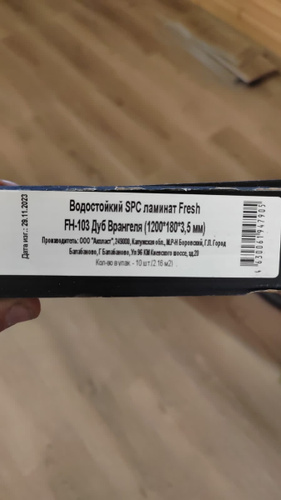 Водостойкий SPC ламинат Fresh
FH-103 Дуб Врангеля (1200*180*3,5 мм)
Производитель: ООО "Аквпласт", 249000, Калужская обл., М.Р-Н Боровский, Г.П. Город
Балабаново, Г Балабаново, Ул 96 КМ Киевского шоссе, зд.20
Кол-во в упак. - 10 шт (2.16 м2)
Дата изг.: 29.11.2023
4630061947905